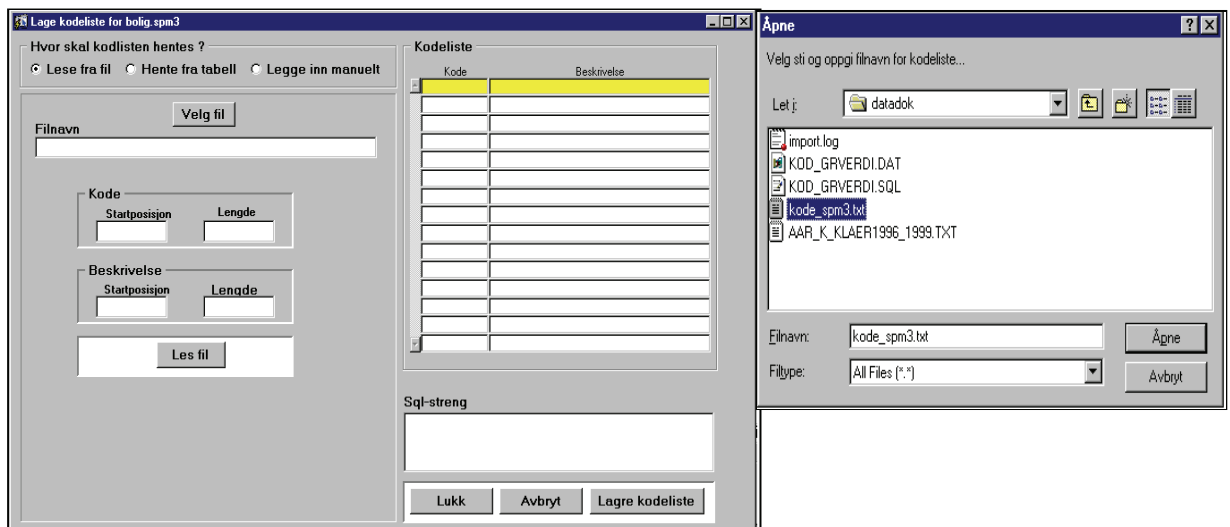 Lage kodeliste for bolig.spm3
Hvor skal kodlisten hentes ?
Lese fra fil
Hente fra tabell
Legge inn manuelt
Velg fil
Filnavn
Kode
Startposisjon
Lengde
Beskrivelse
Startposisjon
Lengde
Les fil
Kodeliste
Kode
Beskrivelse
Sql-streng
Lukk
Avbryt
Lagre kodeliste
Åpne
Velg sti og oppgi filnavn for kodeliste...
Let i:
datadok
import.log
KOD_GRVERDI.DAT
KOD_GRVERDI.SQL
kode_spm3.txt
AAR_K_KLAER1996_1999.TXT
Filnavn:
kode_spm3.txt
Åpne
Filtype:
All Files (*.*)
Avbryt